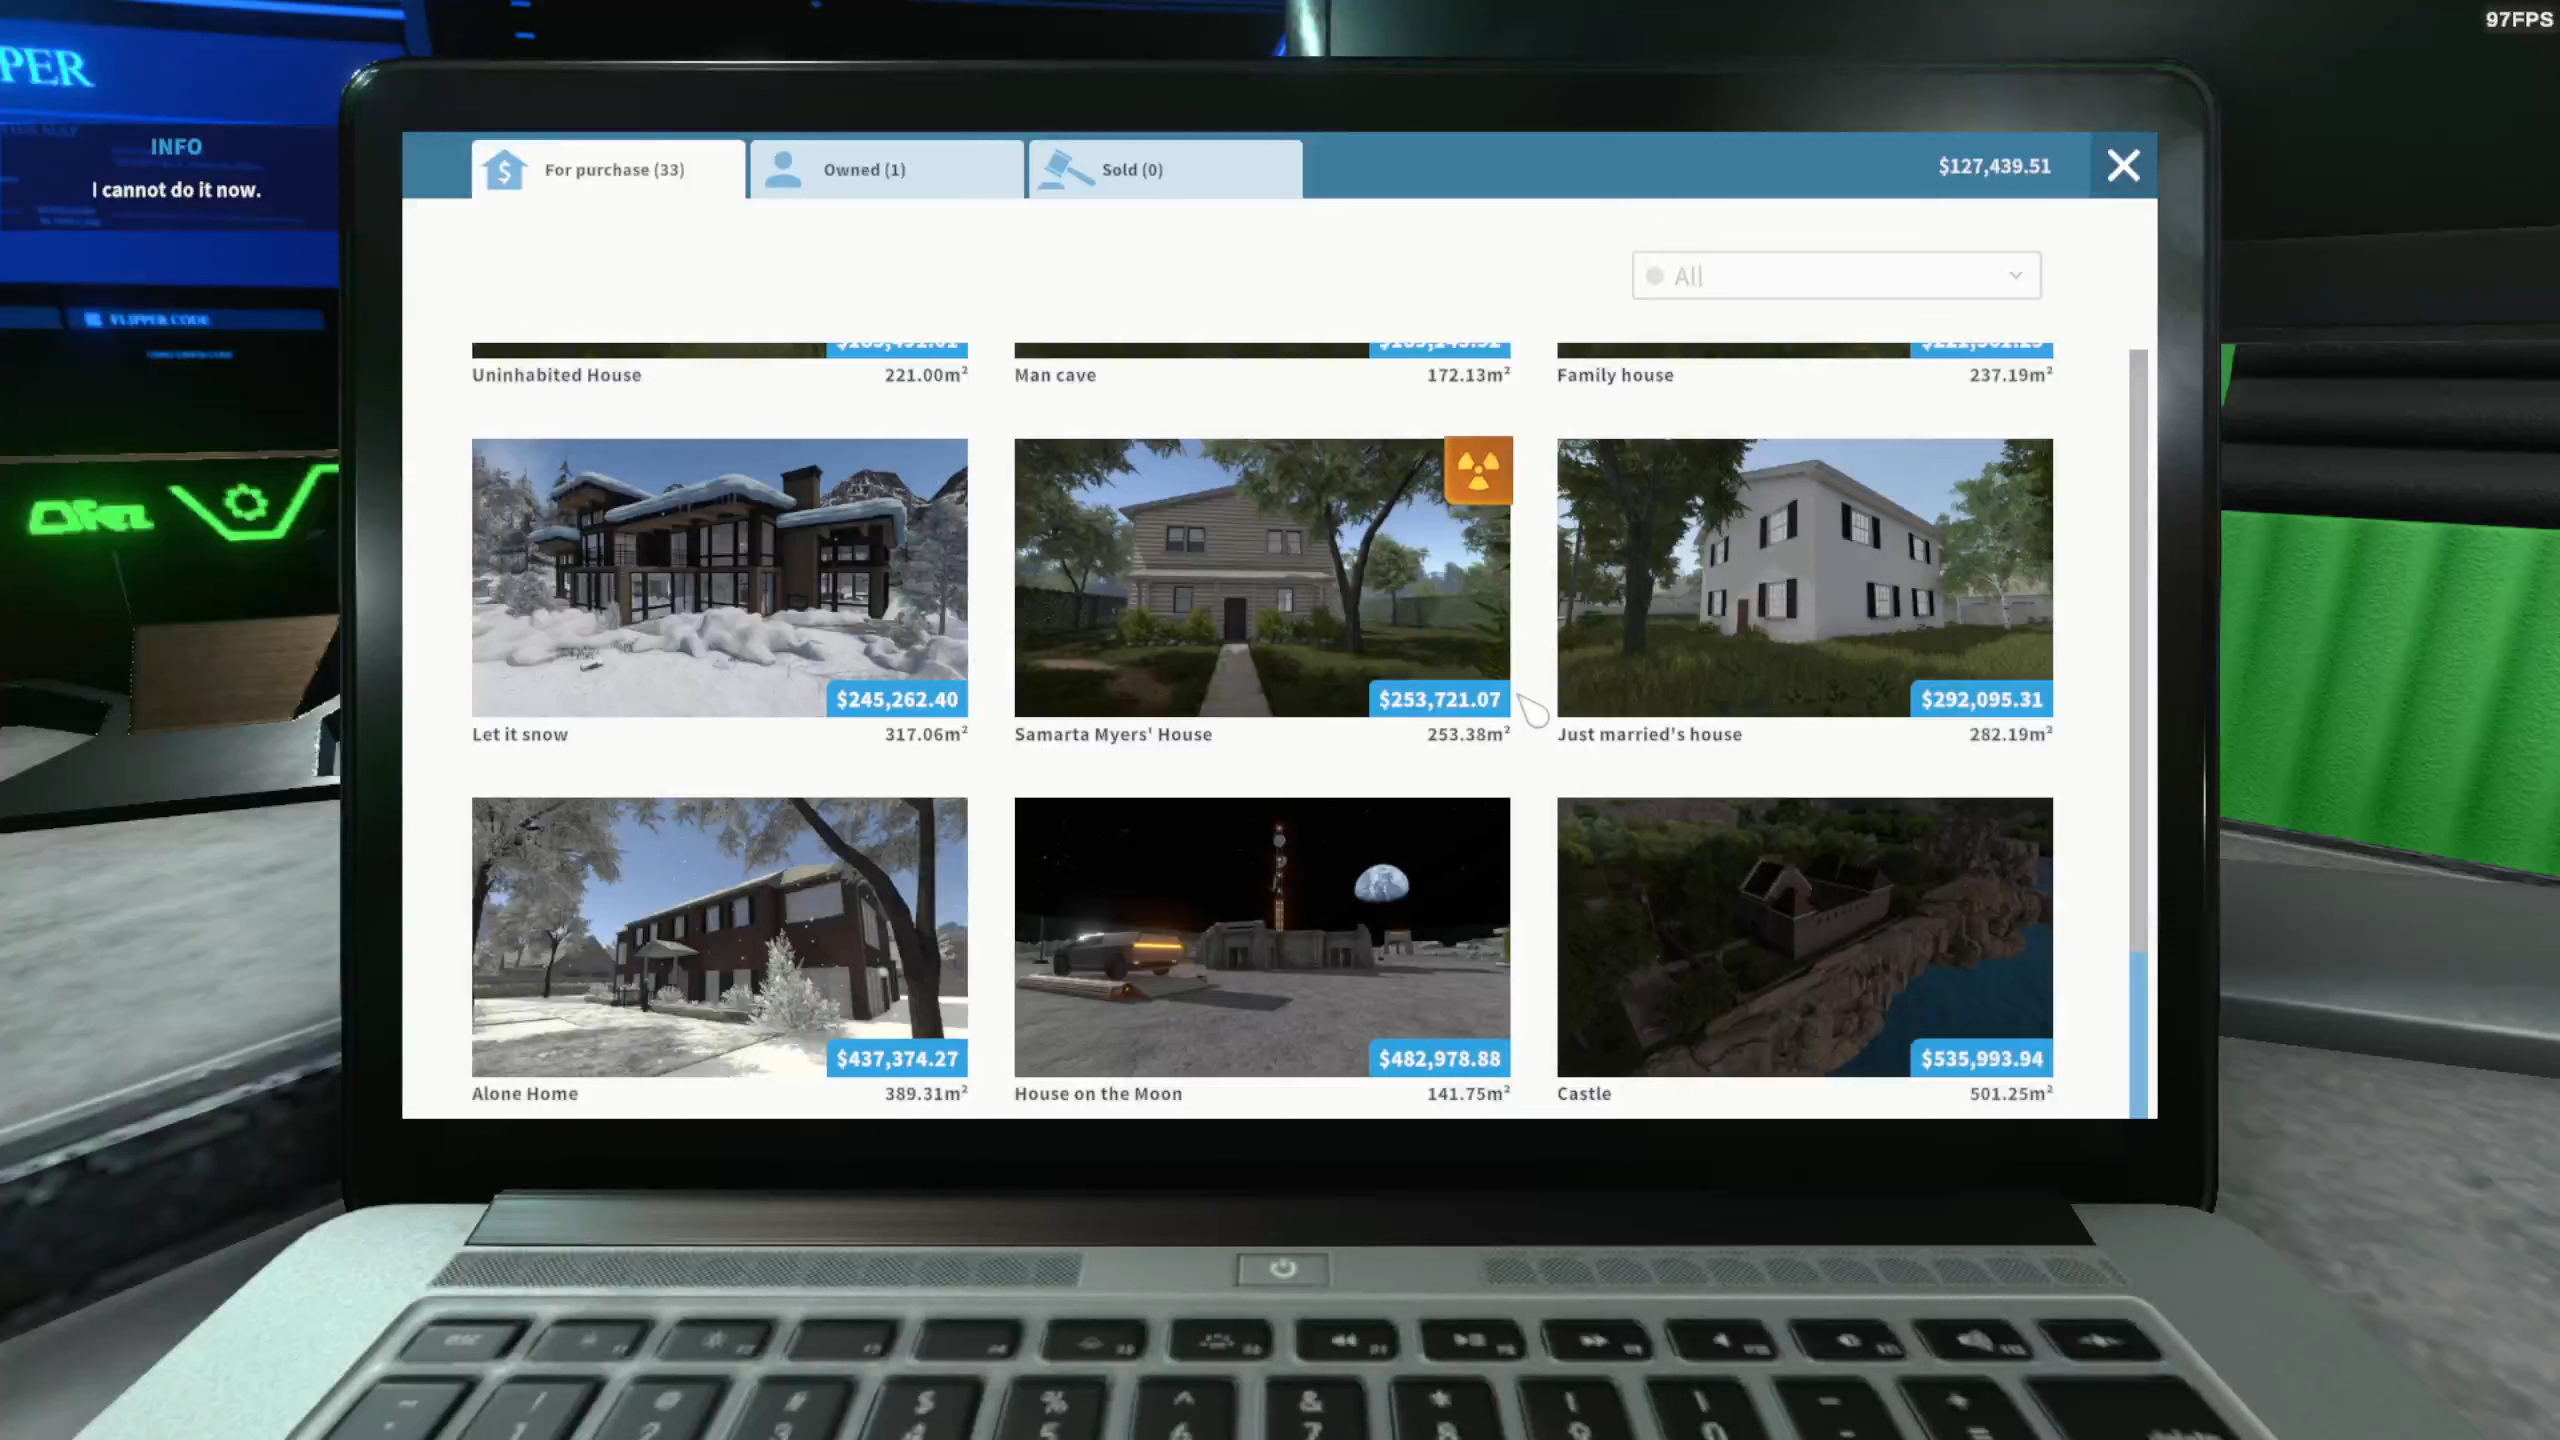 97FPS
PER
INFO
I cannot do it now.
FLIPPER CODE
For purchase (33)
Owned (1)
Sold (0)
$127,439.51
All
Uninhabited House
221.00m²
Man cave
172.13m²
Family house
237.19m²
$245,262.40
Let it snow
317.06m²
$253,721.07
Samarta Myers' House
253.38m²
$292,095.31
Just married's house
282.19m²
$437,374.27
Alone Home
389.31m²
$482,978.88
House on the Moon
141.75m²
$535,993.94
Castle
501.25m²